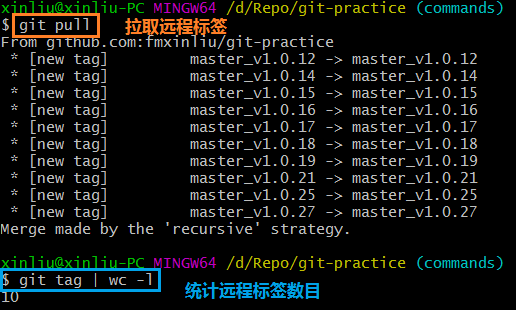 xinliu@xinliu-PC MINGW64 /d/Repo/git-practice (commands)
$ git pull 拉取远程标签
From github.com:fmxinliu/git-practice
 * [new tag]         master_v1.0.12 -> master_v1.0.12
 * [new tag]         master_v1.0.14 -> master_v1.0.14
 * [new tag]         master_v1.0.15 -> master_v1.0.15
 * [new tag]         master_v1.0.16 -> master_v1.0.16
 * [new tag]         master_v1.0.17 -> master_v1.0.17
 * [new tag]         master_v1.0.18 -> master_v1.0.18
 * [new tag]         master_v1.0.19 -> master_v1.0.19
 * [new tag]         master_v1.0.21 -> master_v1.0.21
 * [new tag]         master_v1.0.25 -> master_v1.0.25
 * [new tag]         master_v1.0.27 -> master_v1.0.27
Merge made by the 'recursive' strategy.
xinliu@xinliu-PC MINGW64 /d/Repo/git-practice (commands)
$ git tag | wc -l 统计远程标签数目
10